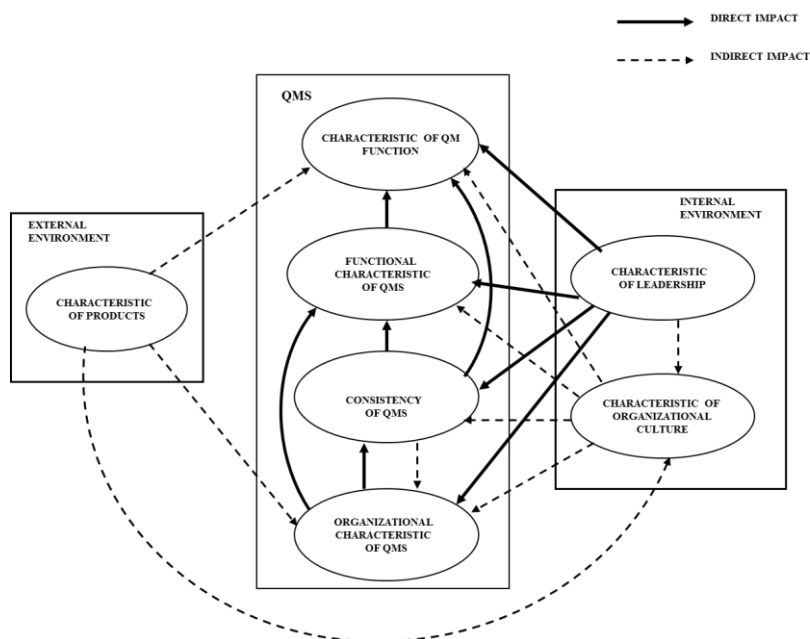 DIRECT IMPACT
INDIRECT IMPACT
QMS
CHARACTERISTIC OF QM
FUNCTION
EXTERNAL
ENVIRONMENT
CHARACTERISTIC
OF PRODUCTS
FUNCTIONAL
CHARACTERISTIC
OF QMS
CONSISTENCY
OF QMS
ORGANIZATIONAL
CHARACTERISTIC
OF QMS
INTERNAL
ENVIRONMENT
CHARACTERISTIC
OF LEADERSHIP
CHARACTERISTIC OF
ORGANIZATIONAL
CULTURE